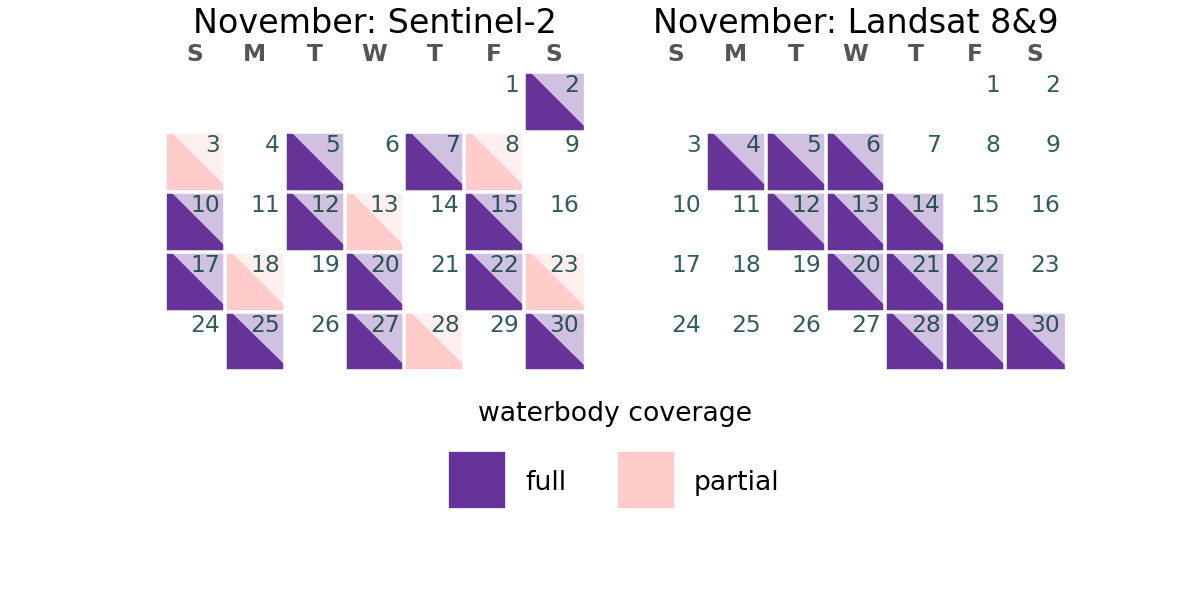 November: Sentinel-2
S M T W T F S
1 2
3 4 5 6 7 8 9
10 11 12 13 14 15 16
17 18 19 20 21 22 23
24 25 26 27 28 29 30
November: Landsat 8&9
S M T W T F S
1 2
3 4 5 6 7 8 9
10 11 12 13 14 15 16
17 18 19 20 21 22 23
24 25 26 27 28 29 30
waterbody coverage
full partial